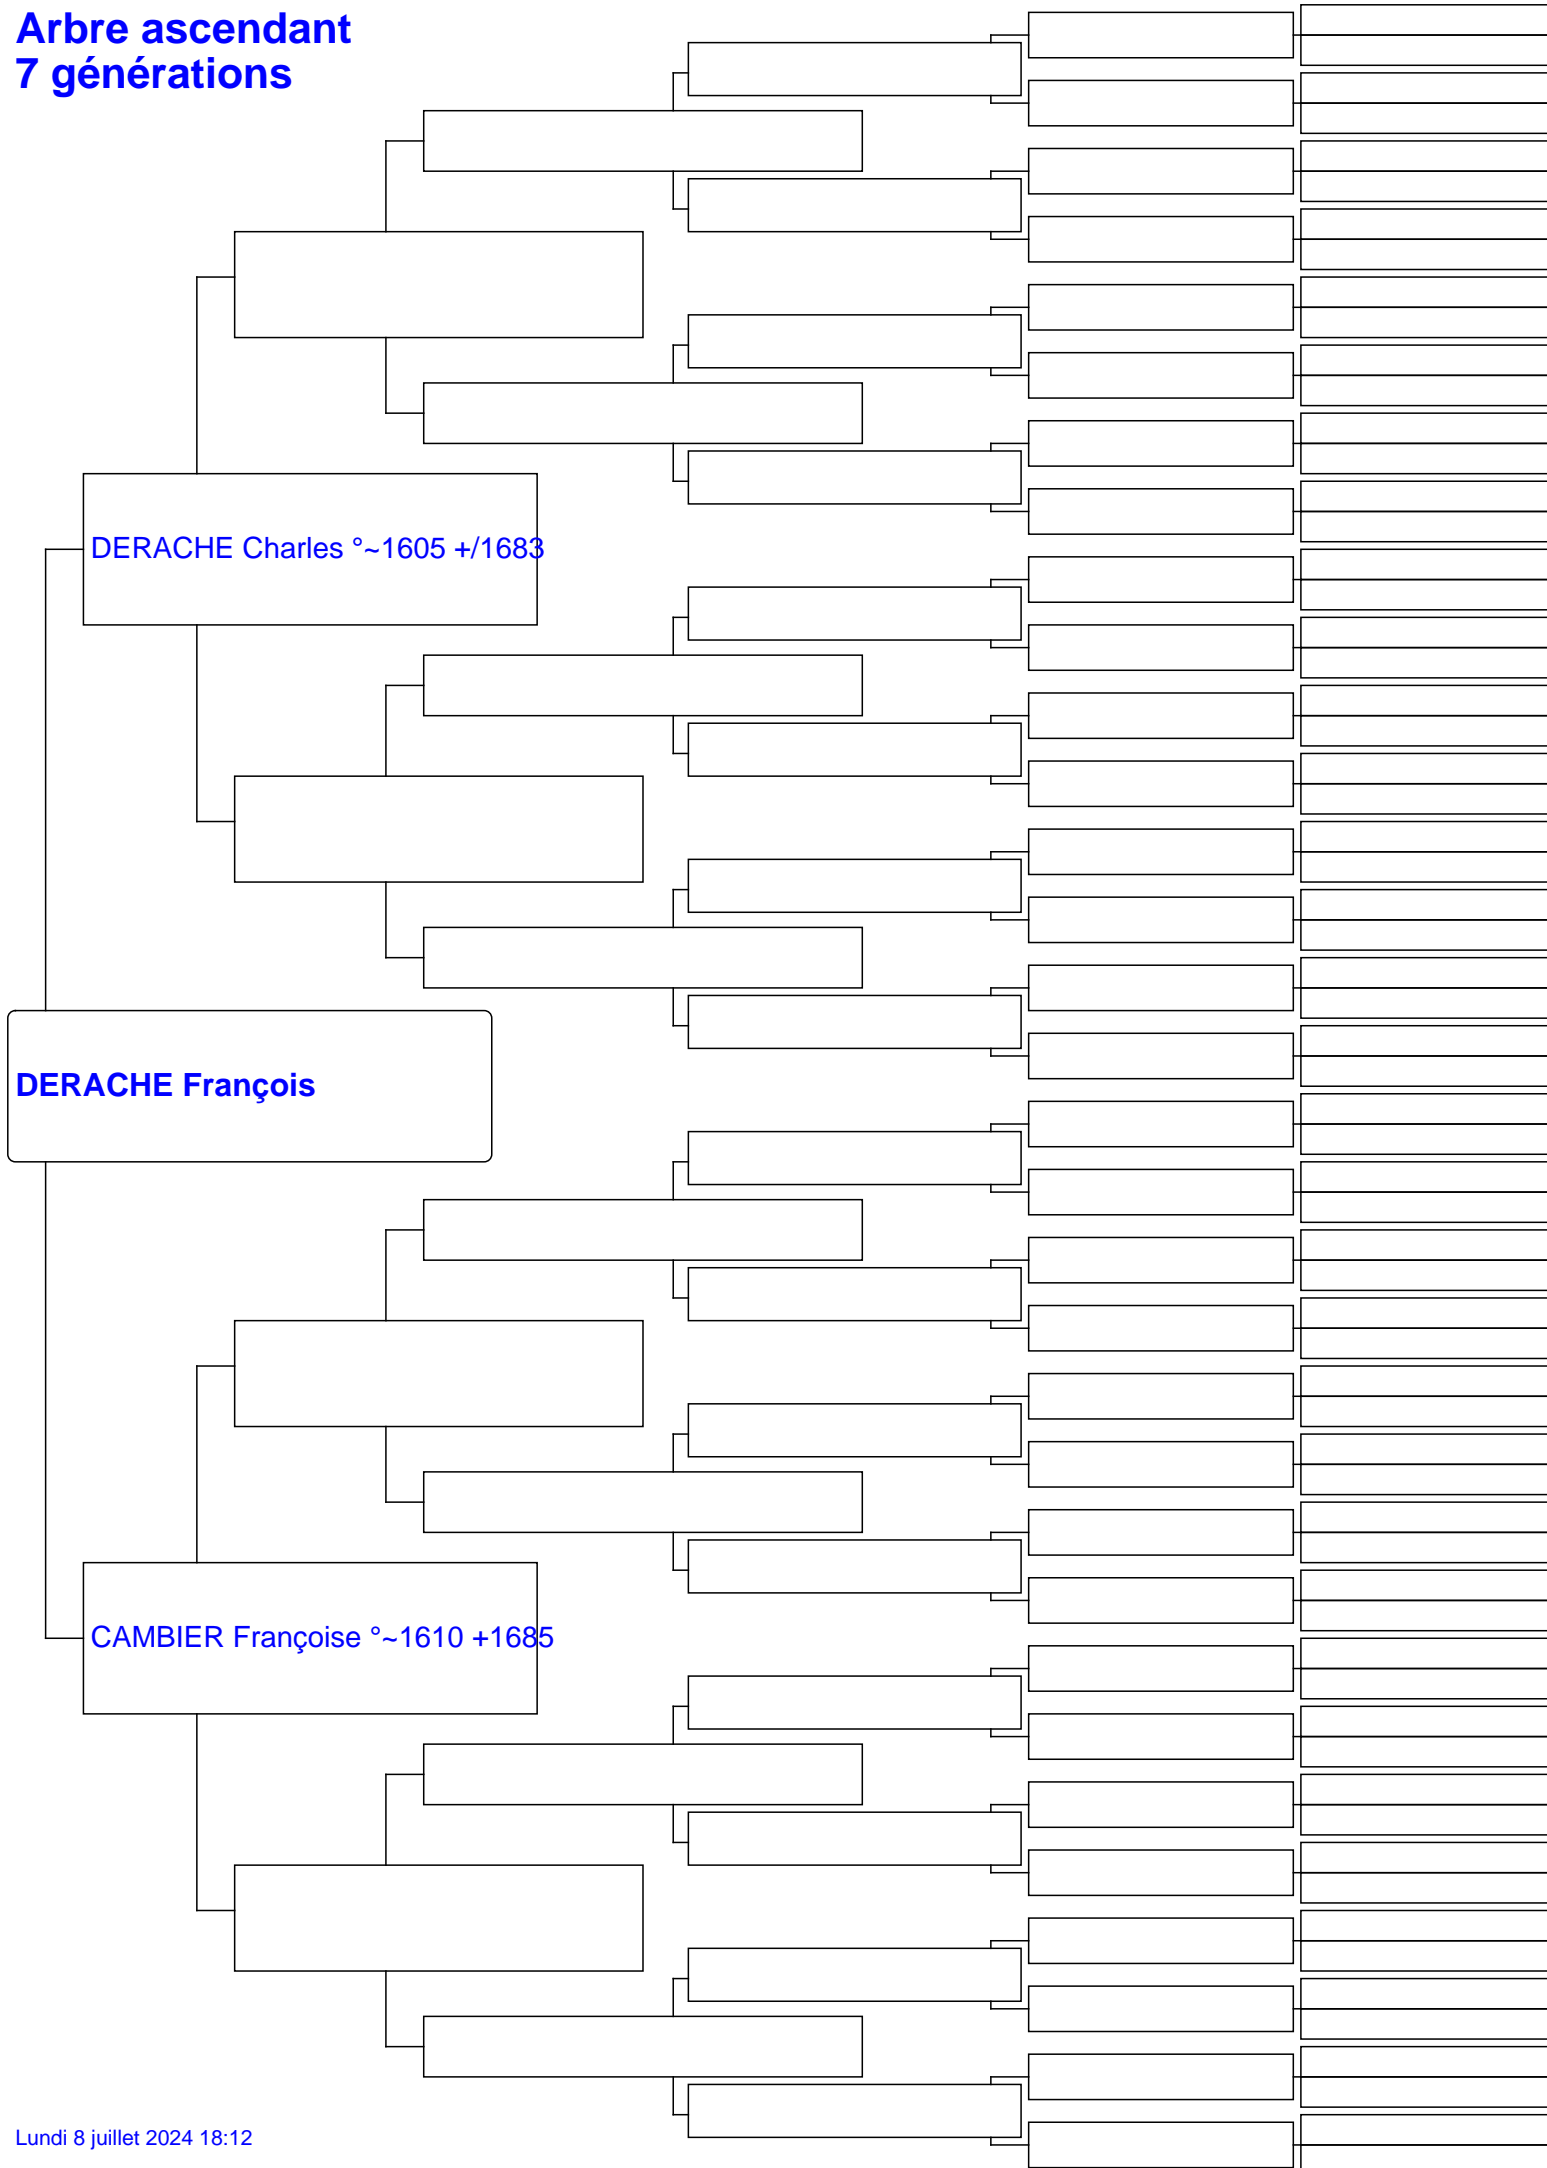 Arbre ascendant
7 générations
DERACHE Charles °~1605 +/1683
DERACHE François
CAMBIER Françoise °~1610 +1685
Lundi 8 juillet 2024 18:12